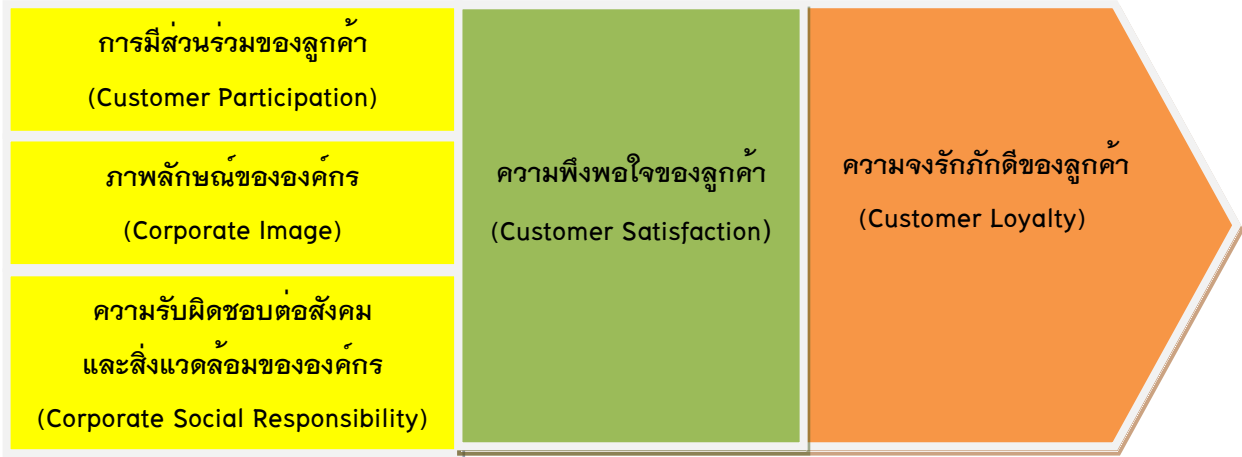 การมีส่วนร่วมของลูกค้า
(Customer Participation)
ภาพลักษณ์ขององค์กร
(Corporate Image)
ความรับผิดชอบต่อสังคม
และสิ่งแวดล้อมขององค์กร
(Corporate Social Responsibility)
ความพึงพอใจของลูกค้า
(Customer Satisfaction)
ความจงรักภักดีของลูกค้า
(Customer Loyalty)